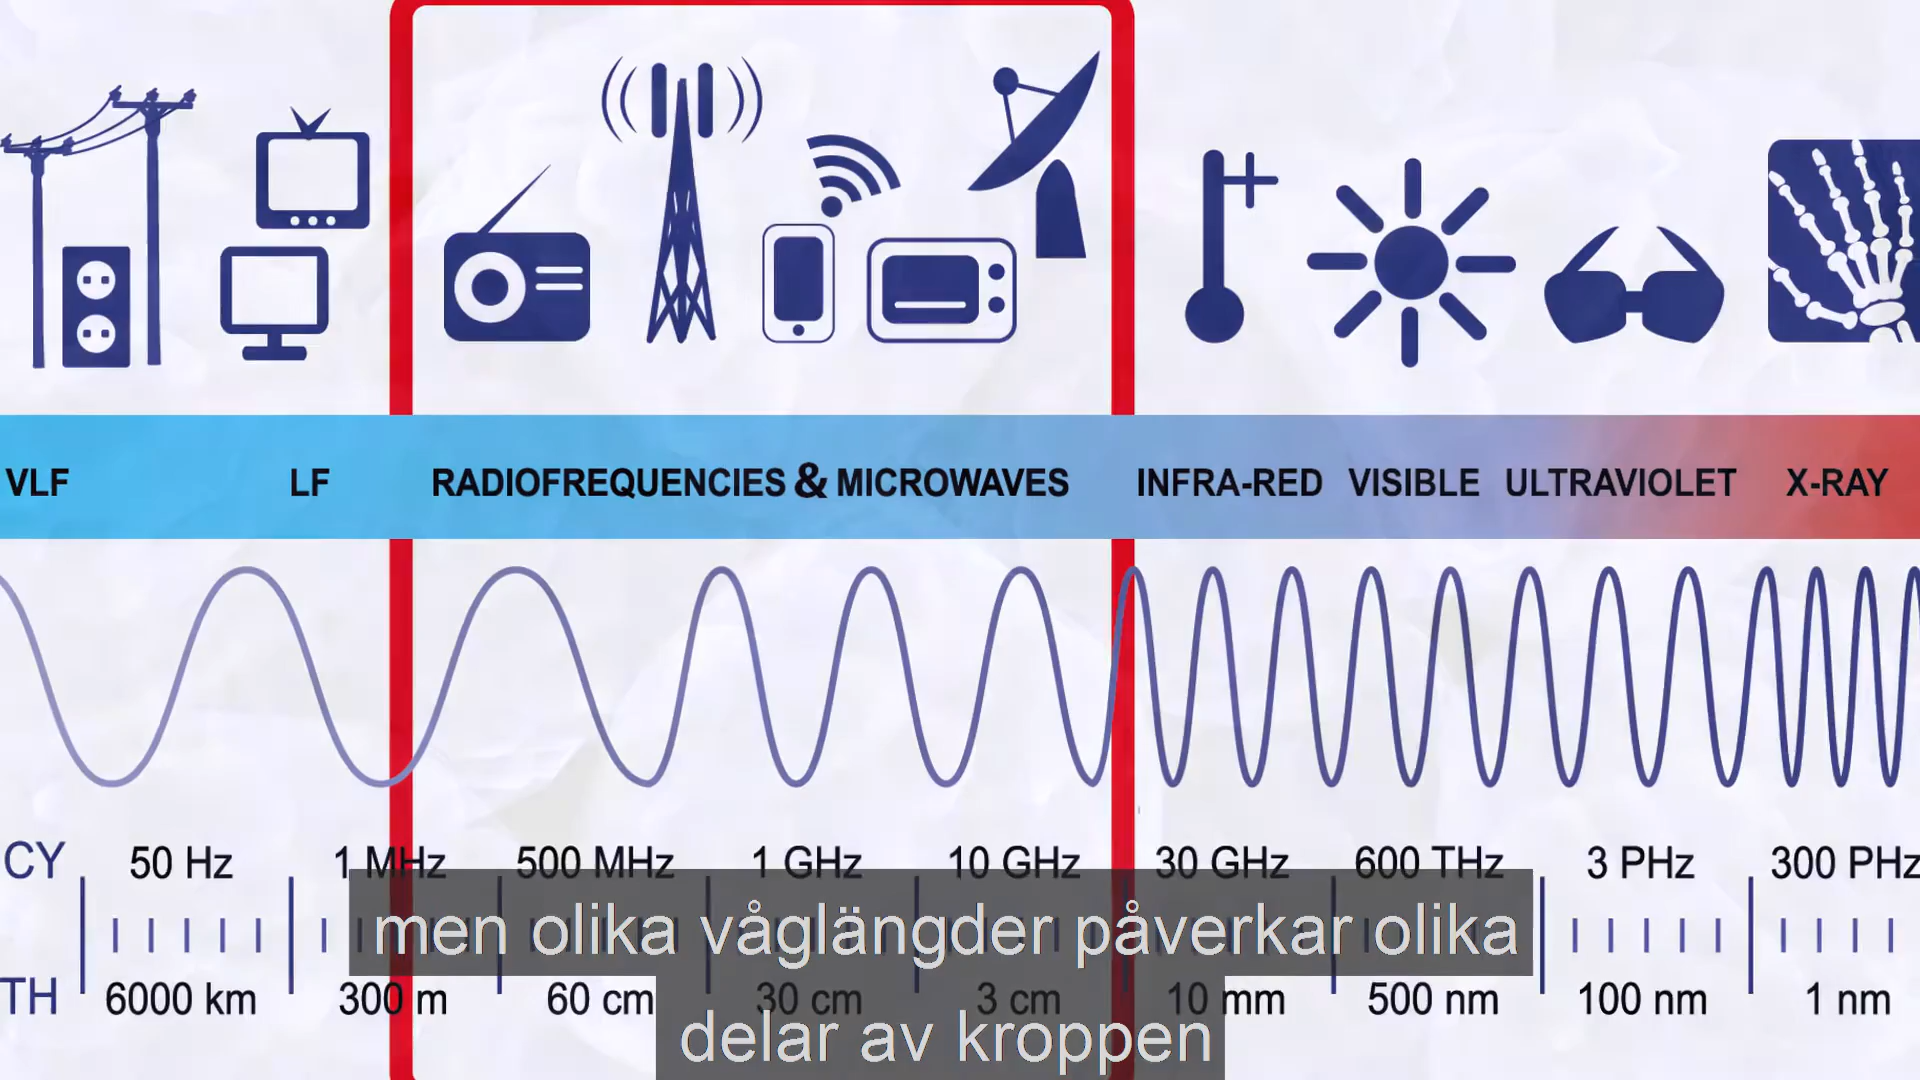 VLF LF RADIOFREQUENCIES & MICROWAVES INFRA-RED VISIBLE ULTRAVIOLET X-RAY
CY 50 Hz 1 MHz 500 MHz 1 GHz 10 GHz 30 GHz 600 THz 3 PHz 300 PHz
men olika våglängder påverkar olika
TH 6000 km 300 m 60 cm 30 cm 3 cm 10 mm 500 nm 100 nm 1 nm
delar av kroppen